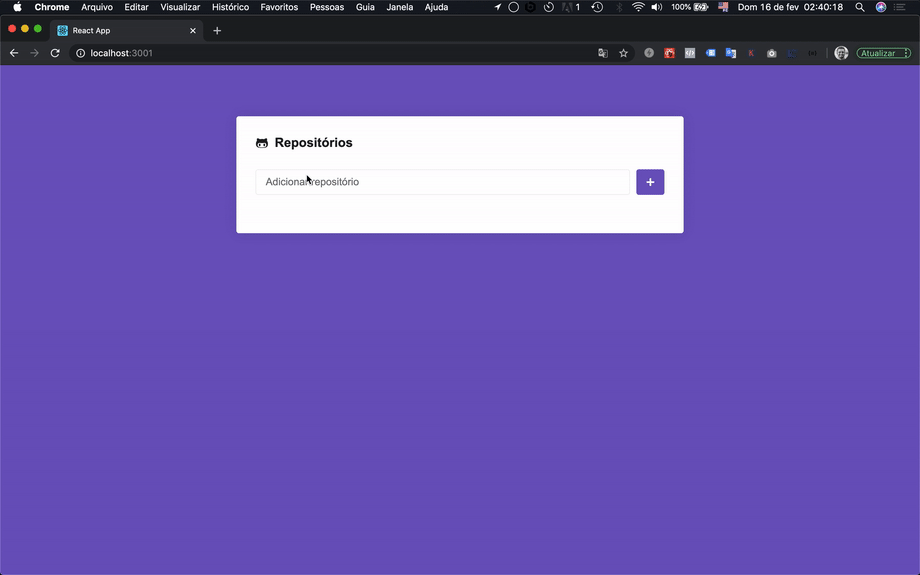 Chrome Arquivo Editar Visualizar Histórico Favoritos Pessoas Guia Janela Ajuda 1 100% Dom 16 de fev 02:40:18
React App
localhost:3001 Atualizar
Repositórios
Adicionar repositório
+